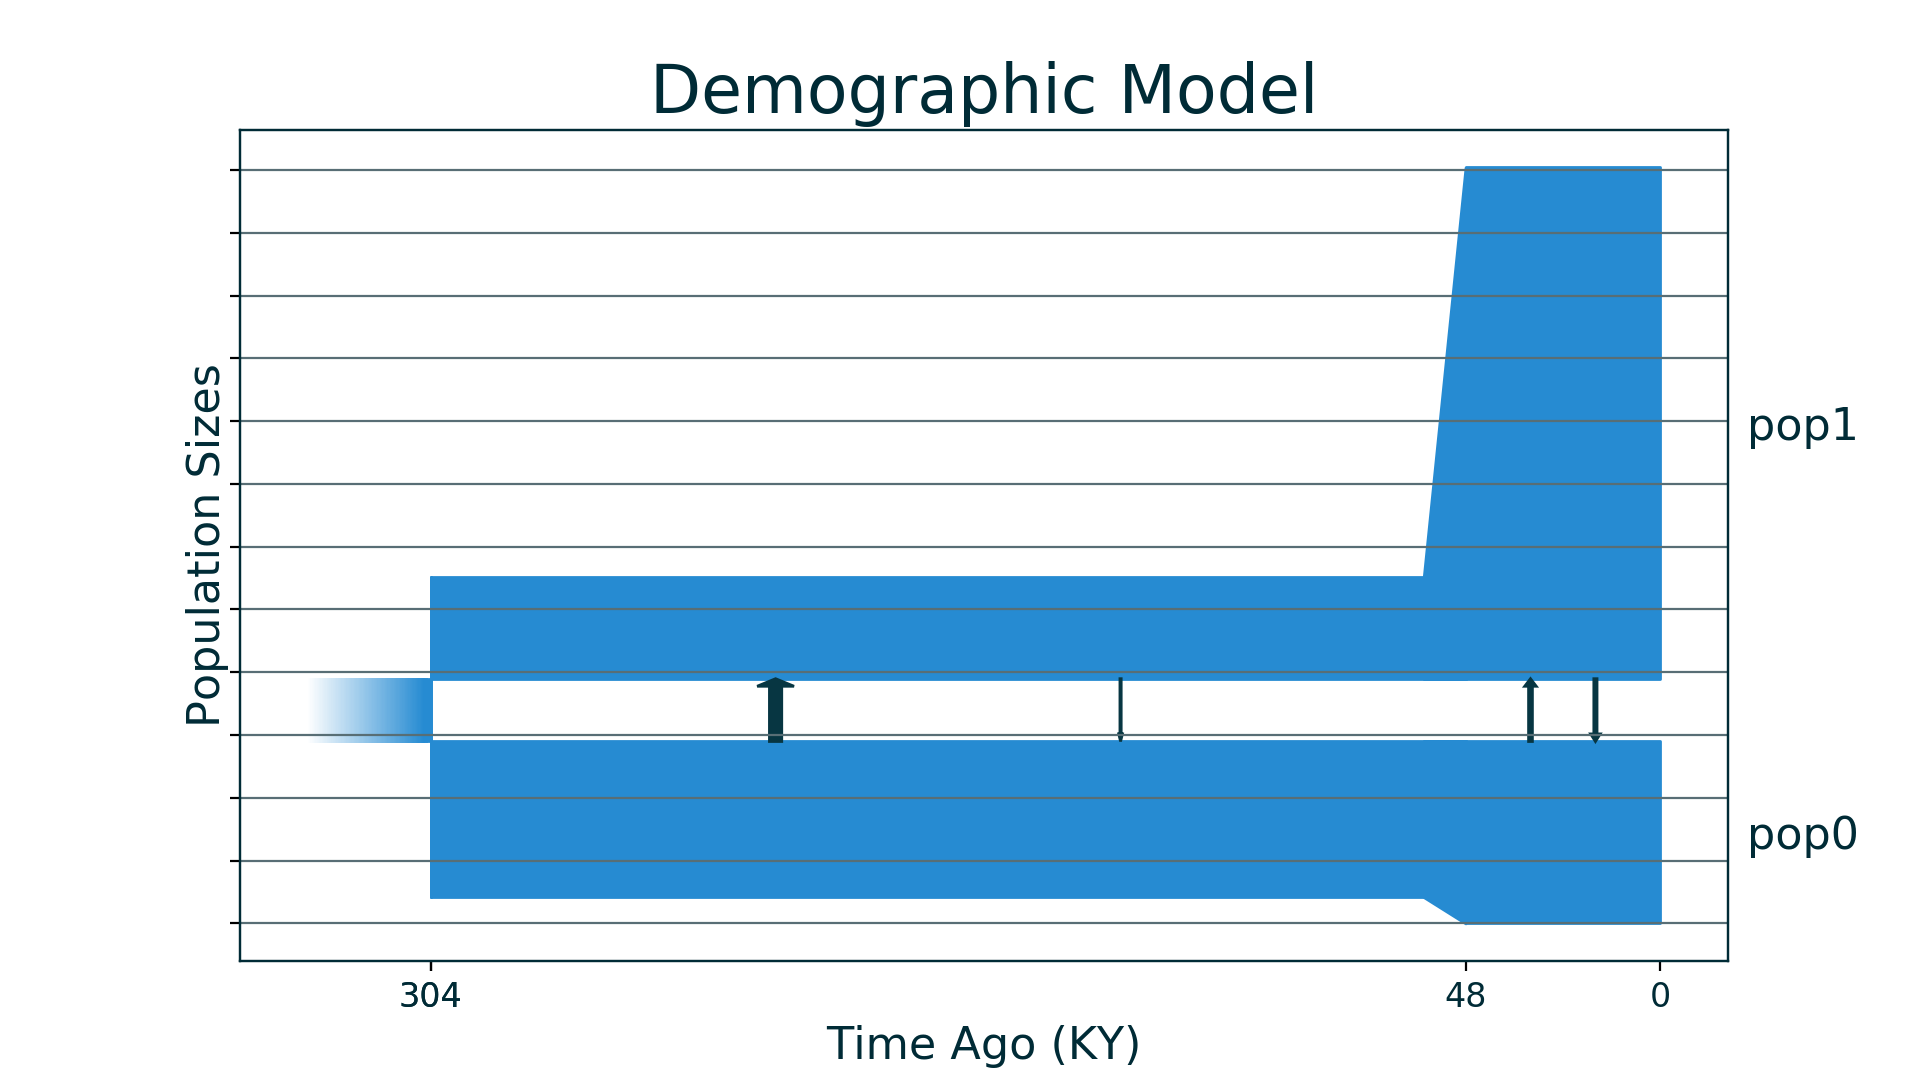 Demographic Model
Population Sizes
pop1
pop0
304
48
0
Time Ago (KY)